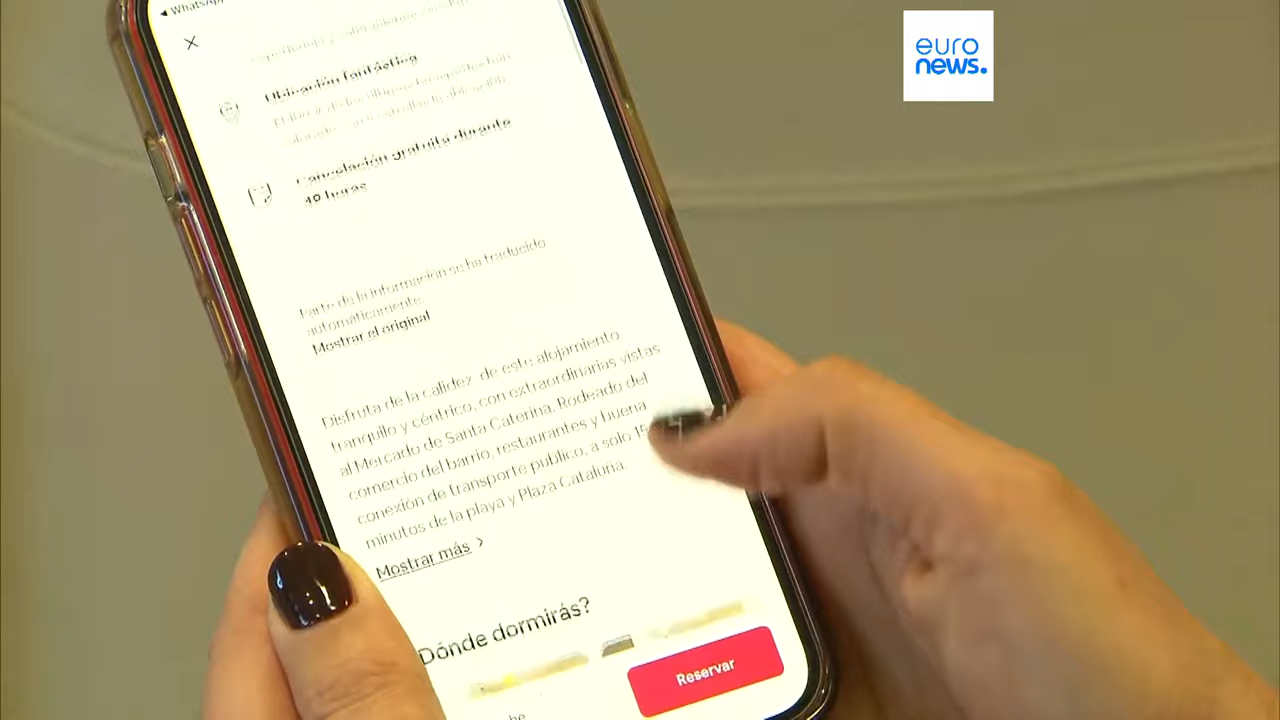 WhatsApp
euro
news.
Ubicación fantástica
Cancelación gratuita durante
48 horas
Parte de la información se ha traducido
automáticamente.
Mostrar el original
Disfruta de la calidez de este alojamiento
tranquilo y céntrico, con extraordinarias vistas
al Mercado de Santa Caterina. Rodeado del
comercio del barrio, restaurantes y buena
conexión de transporte público, a solo 15
minutos de la playa y Plaza Cataluña.
Mostrar más
Dónde dormirás?
Reservar